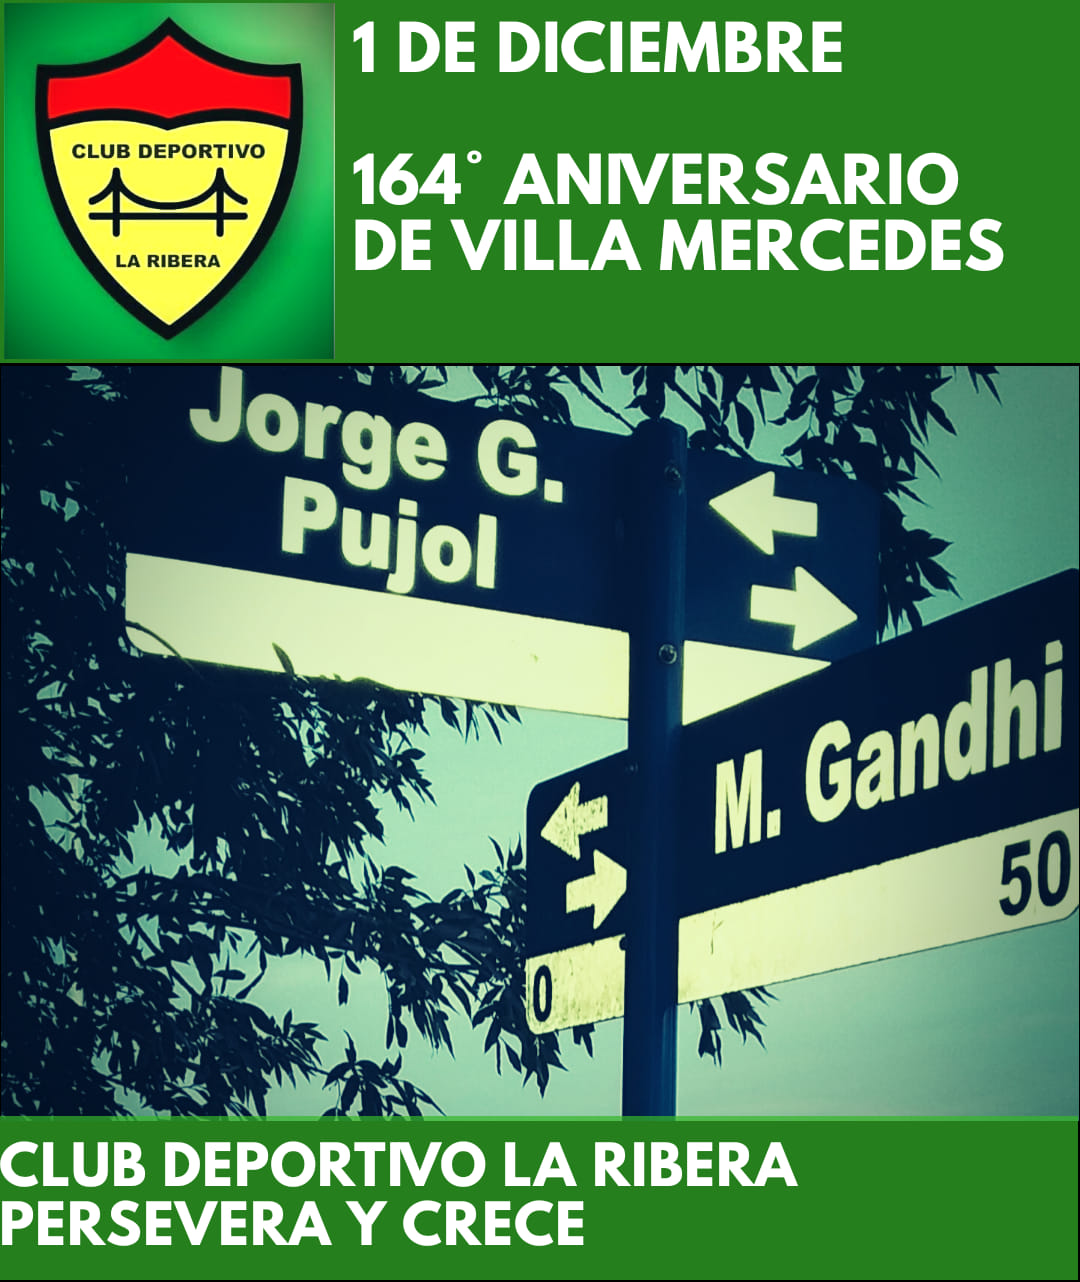 CLUB DEPORTIVO
LA RIBERA
1 DE DICIEMBRE
164° ANIVERSARIO
DE VILLA MERCEDES
Jorge G.
Pujol
M. Gandhi
50
0
CLUB DEPORTIVO LA RIBERA
PERSEVERA Y CRECE